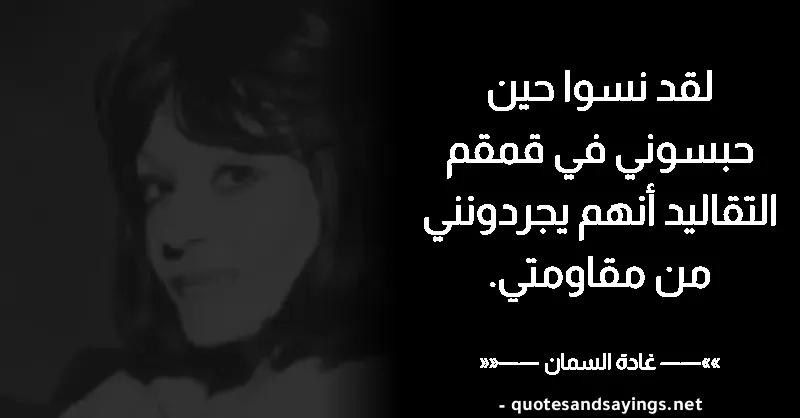 لقد نسوا حين
حبسوني في قمقم
التقاليد أنهم يجردونني
من مقاومتي.
»»—— غادة السمان ——««
- quotesandsayings.net